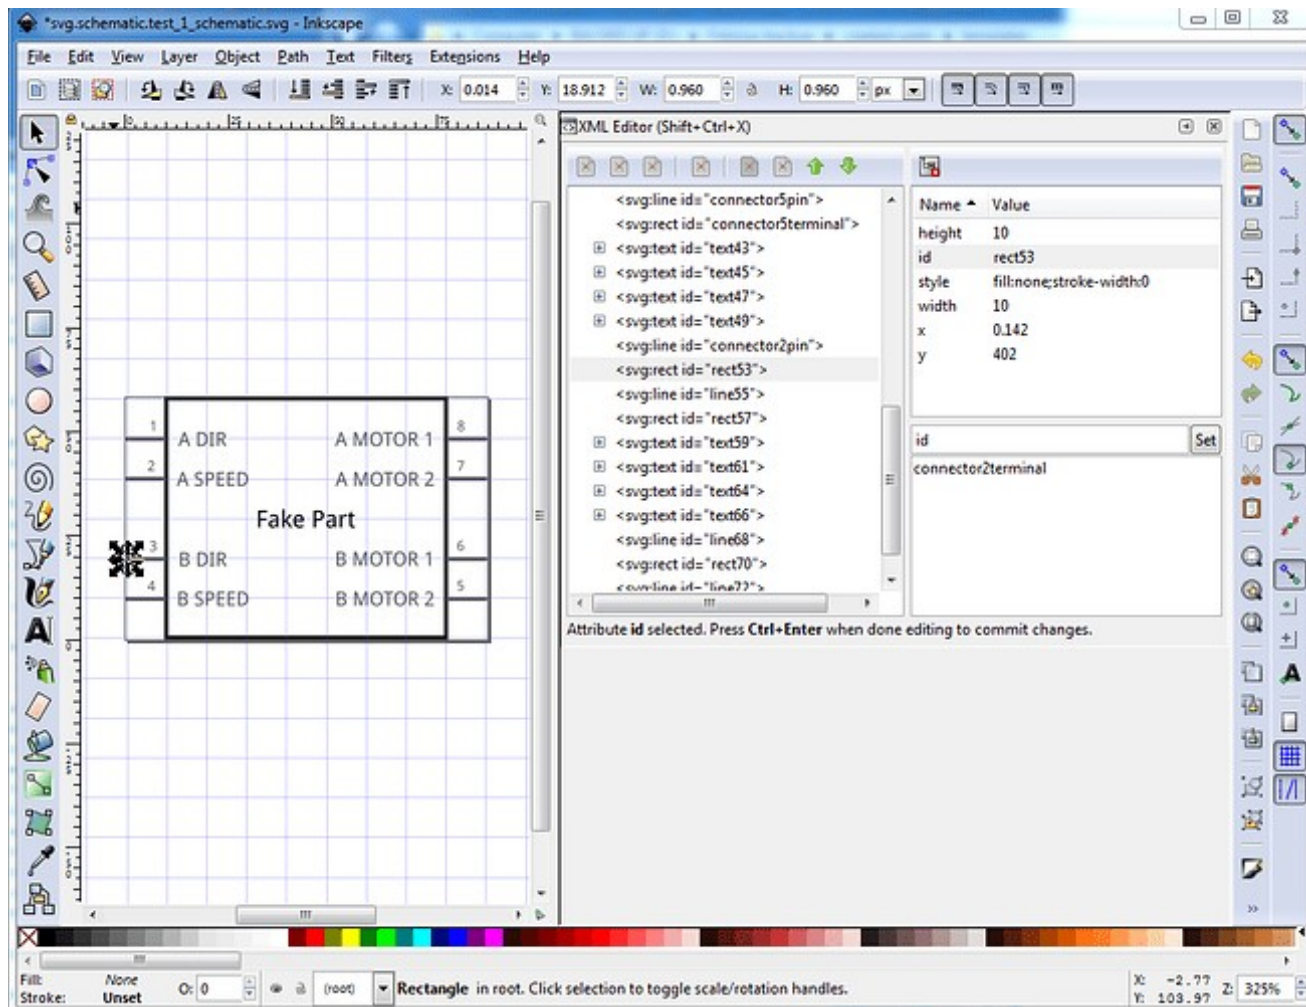 *svg.schematic.test_1_schematic.svg - Inkscape
File Edit View Layer Object Path Text Filters Extensions Help
X: 0.014 Y: 18.912 W: 0.960 H: 0.960 px
XML Editor (Shift+Ctrl+X)
<svg:line id="connector5pin">
<svg:rect id="connector5terminal">
<svg:text id="text43">
<svg:text id="text45">
<svg:text id="text47">
<svg:text id="text49">
<svg:line id="connector2pin">
<svg:rect id="rect53">
<svg:line id="line55">
<svg:rect id="rect57">
<svg:text id="text59">
<svg:text id="text61">
<svg:text id="text64">
<svg:text id="text66">
<svg:line id="line68">
<svg:rect id="rect70">
<svg:line id="line72">
Name Value
height 10
id rect53
style fill:none;stroke-width:0
width 10
x 0.142
y 402
id Set
connector2terminal
Attribute id selected. Press Ctrl+Enter when done editing to commit changes.
1 A DIR A MOTOR 1 8
2 A SPEED A MOTOR 2 7
Fake Part
3 B DIR B MOTOR 1 6
4 B SPEED B MOTOR 2 5
Fill: None
Stroke: Unset
O: 0
(root)
Rectangle in root. Click selection to toggle scale/rotation handles.
X: -2.77
Y: 103.97
Z: 325%